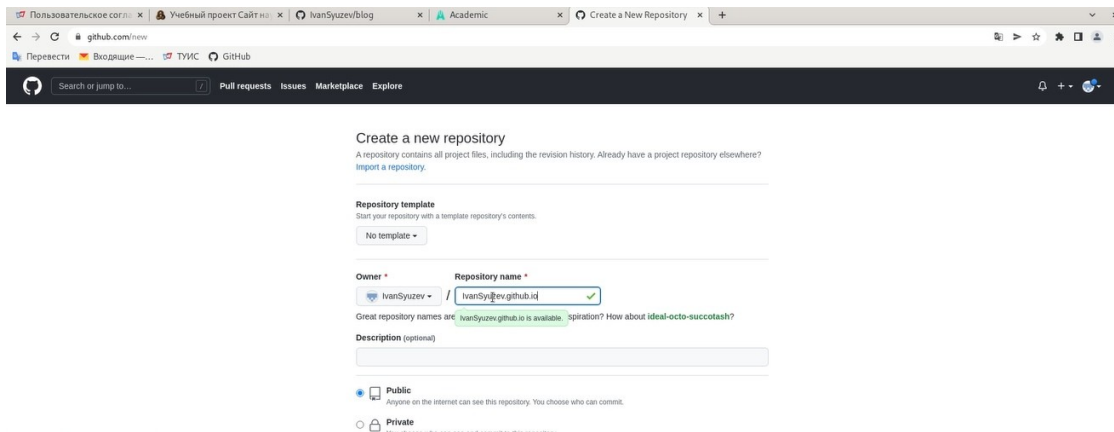 Пользовательское согла
Учебный проект Сайт на
IvanSyuzev/blog
Academic
Create a New Repository
github.com/new
Перевести
Входящие —...
ТУИС
GitHub
Search or jump to...
/
Pull requests Issues Marketplace Explore
Create a new repository
A repository contains all project files, including the revision history. Already have a project repository elsewhere?
Import a repository.
Repository template
Start your repository with a template repository's contents.
No template
Owner * Repository name *
IvanSyuzev / IvanSyuzev.github.io
Great repository names are IvanSyuzev.github.io is available. spiration? How about ideal-octo-succotash?
Description (optional)
Public
Anyone on the internet can see this repository. You choose who can commit.
Private